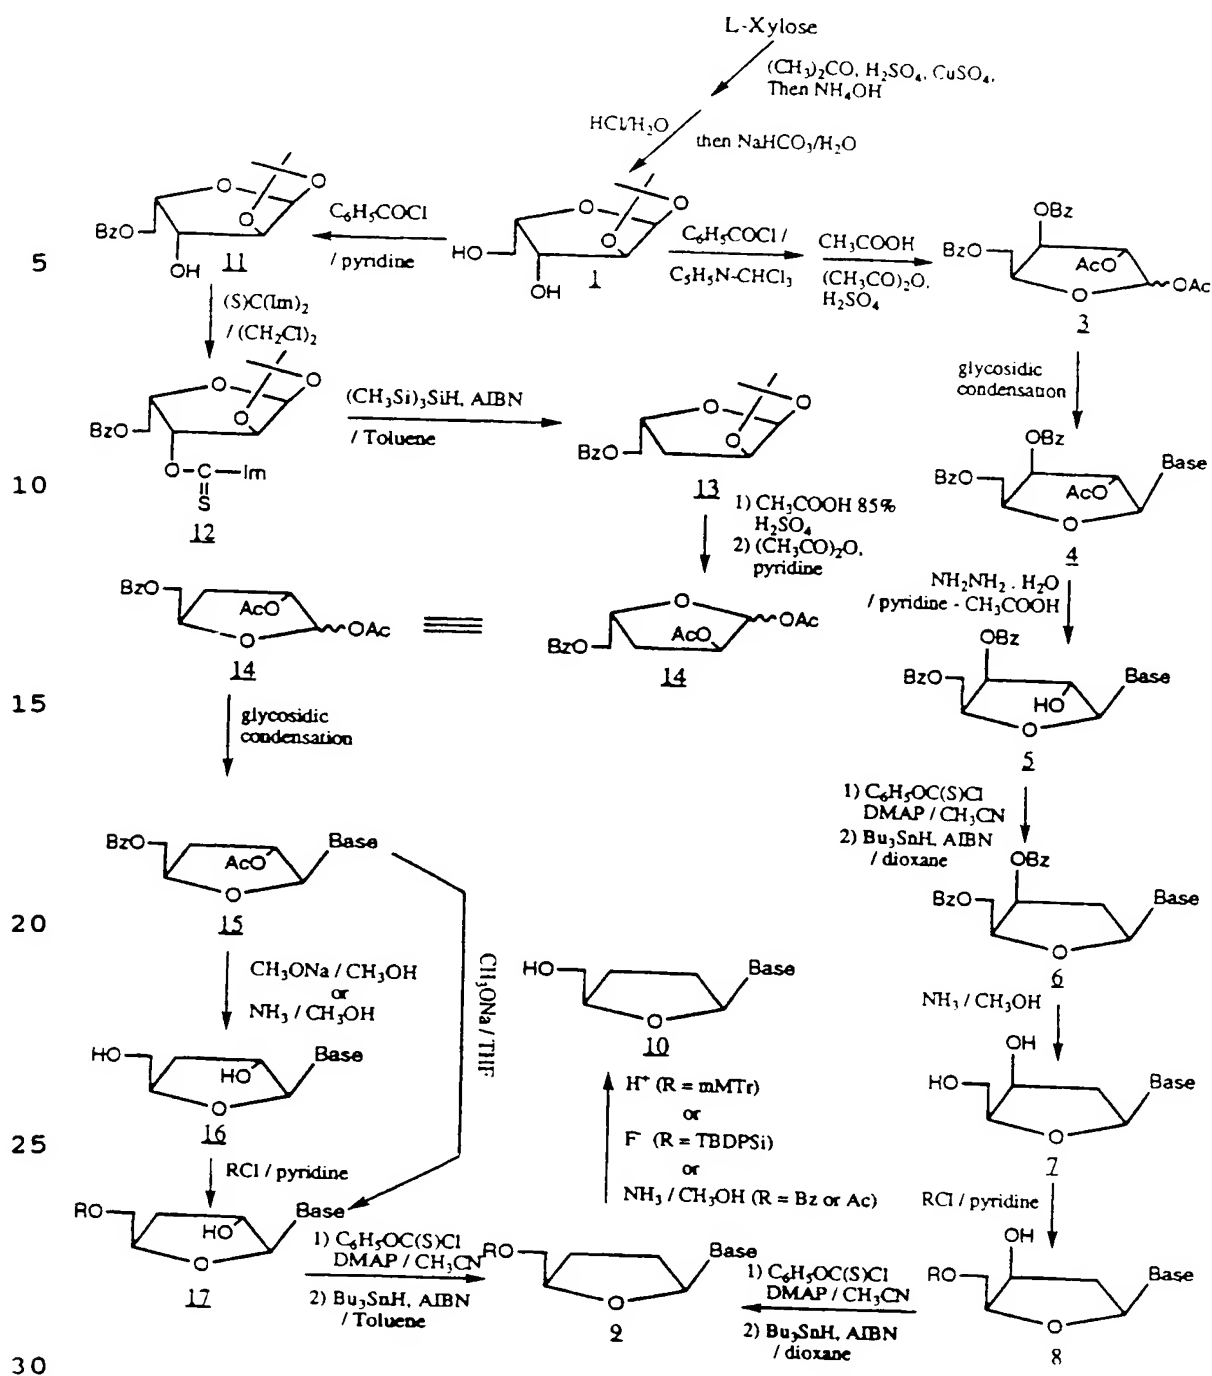 L-Xylose
(CH₃)₂CO, H₂SO₄, CuSO₄,
Then NH₄OH
HCl/H₂O
then NaHCO₃/H₂O
O
O
O
BzO
OH
11
C₆H₅COCl
/ pyridine
O
O
O
HO
OH
1
C₆H₅COCl /
C₅H₅N-CHCl₃
CH₃COOH
(CH₃CO)₂O,
H₂SO₄
OBz
BzO
AcO
O
OAc
3
5
(S)C(Im)₂
/ (CH₂Cl)₂
glycosidic
condensation
O
O
O
BzO
O-C-Im
S
12
(CH₃Si)₃SiH, AIBN
/ Toluene
O
O
O
BzO
13
OBz
BzO
AcO
O
Base
4
10
1) CH₃COOH 85%
H₂SO₄
2) (CH₃CO)₂O,
pyridine
NH₂NH₂ . H₂O
/ pyridine - CH₃COOH
BzO
AcO
O
OAc
14
O
BzO
AcO
OAc
14
OBz
BzO
HO
O
Base
5
15
glycosidic
condensation
1) C₆H₅OC(S)Cl
DMAP / CH₃CN
2) Bu₃SnH, AIBN
/ dioxane
BzO
AcO
O
Base
15
OBz
BzO
O
Base
6
20
CH₃ONa / CH₃OH
or
NH₃ / CH₃OH
CH₃ONa / THF
HO
O
Base
10
NH₃ / CH₃OH
HO
HO
O
Base
16
H⁺ (R = mMTr)
or
F⁻ (R = TBDPSi)
or
NH₃ / CH₃OH (R = Bz or Ac)
OH
HO
O
Base
7
25
RCl / pyridine
RCl / pyridine
RO
HO
O
Base
17
1) C₆H₅OC(S)Cl
DMAP / CH₃CN
2) Bu₃SnH, AIBN
/ Toluene
RO
O
Base
9
1) C₆H₅OC(S)Cl
DMAP / CH₃CN
2) Bu₃SnH, AIBN
/ dioxane
OH
RO
O
Base
8
30